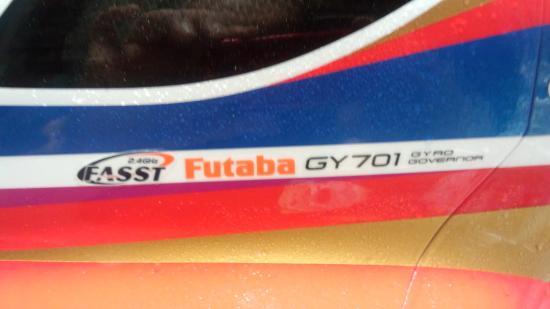 2.4GHz
FASST Futaba GY701 GYRO
GOVERNOR